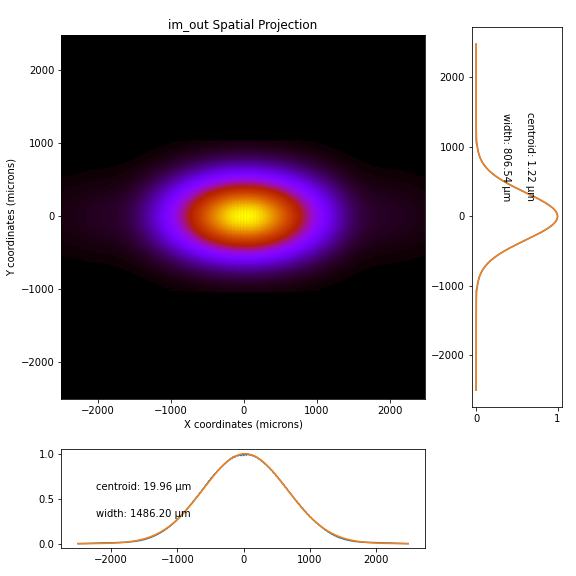 im_out Spatial Projection
2000
1000
0
−1000
−2000
Y coordinates (microns)
−2000 −1000 0 1000 2000
X coordinates (microns)
2000
1000
0
−1000
−2000
centroid: 1.22 μm
width: 806.54 μm
0 1
1.0
0.5
0.0
centroid: 19.96 μm
width: 1486.20 μm
−2000 −1000 0 1000 2000